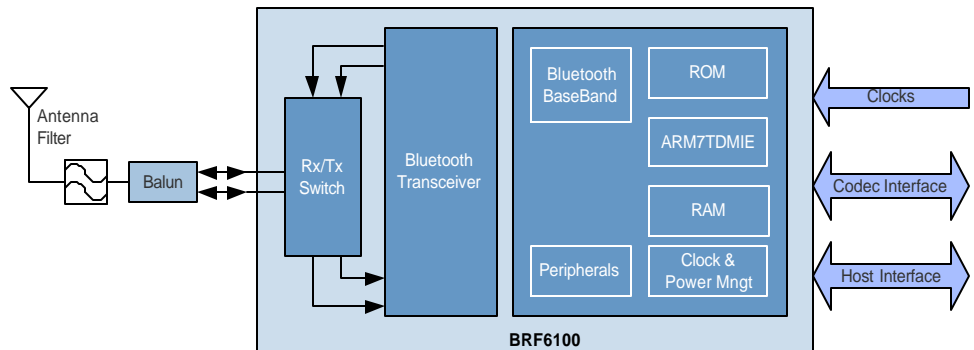 Antenna
Filter
Balun
Rx/Tx
Switch
Bluetooth
Transceiver
Bluetooth
BaseBand
ROM
ARM7TDMIE
RAM
Peripherals
Clock &
Power Mngt
Clocks
Codec Interface
Host Interface
BRF6100